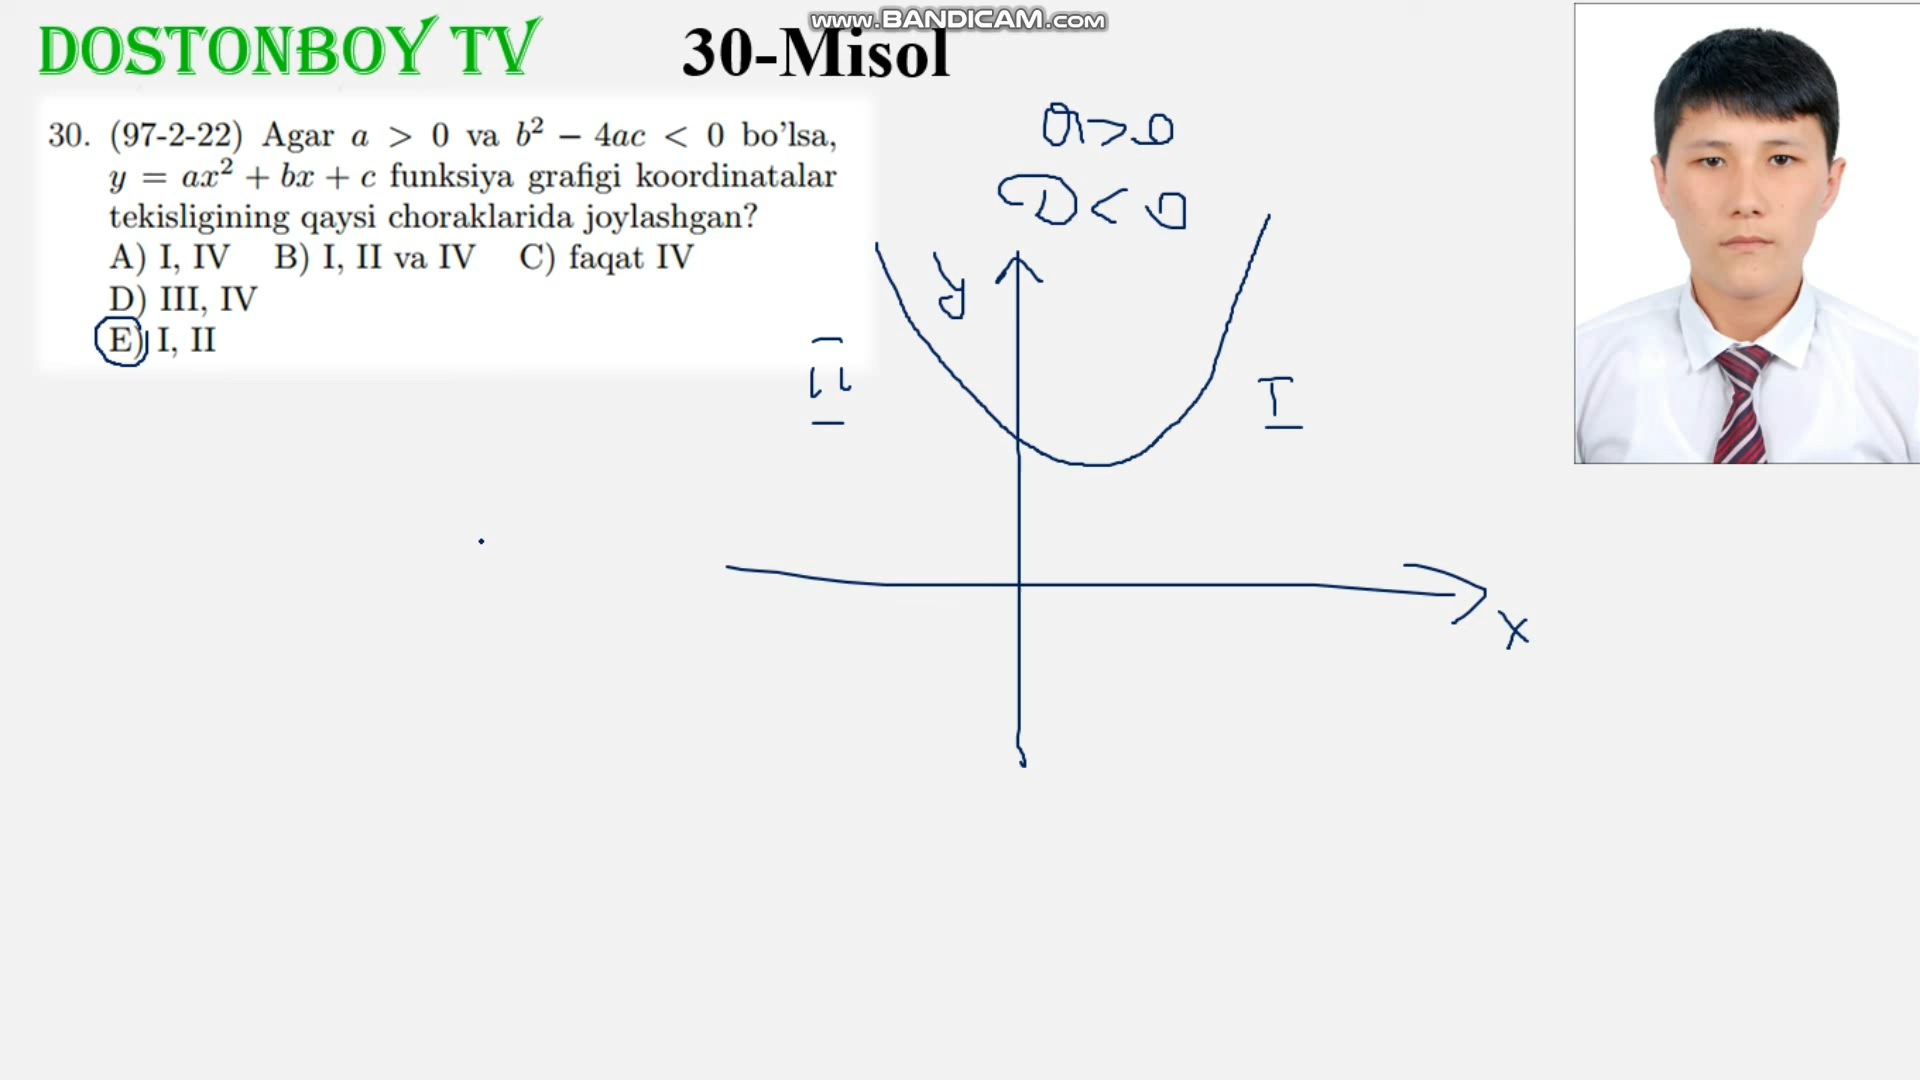 www.BANDICAM.com
DOSTONBOY TV
30-Misol
30. (97-2-22) Agar a > 0 va b² − 4ac < 0 bo'lsa,
y = ax² + bx + c funksiya grafigi koordinatalar
tekisligining qaysi choraklarida joylashgan?
A) I, IV B) I, II va IV C) faqat IV
D) III, IV
E) I, II
a>0
D<0
y
II
I
x